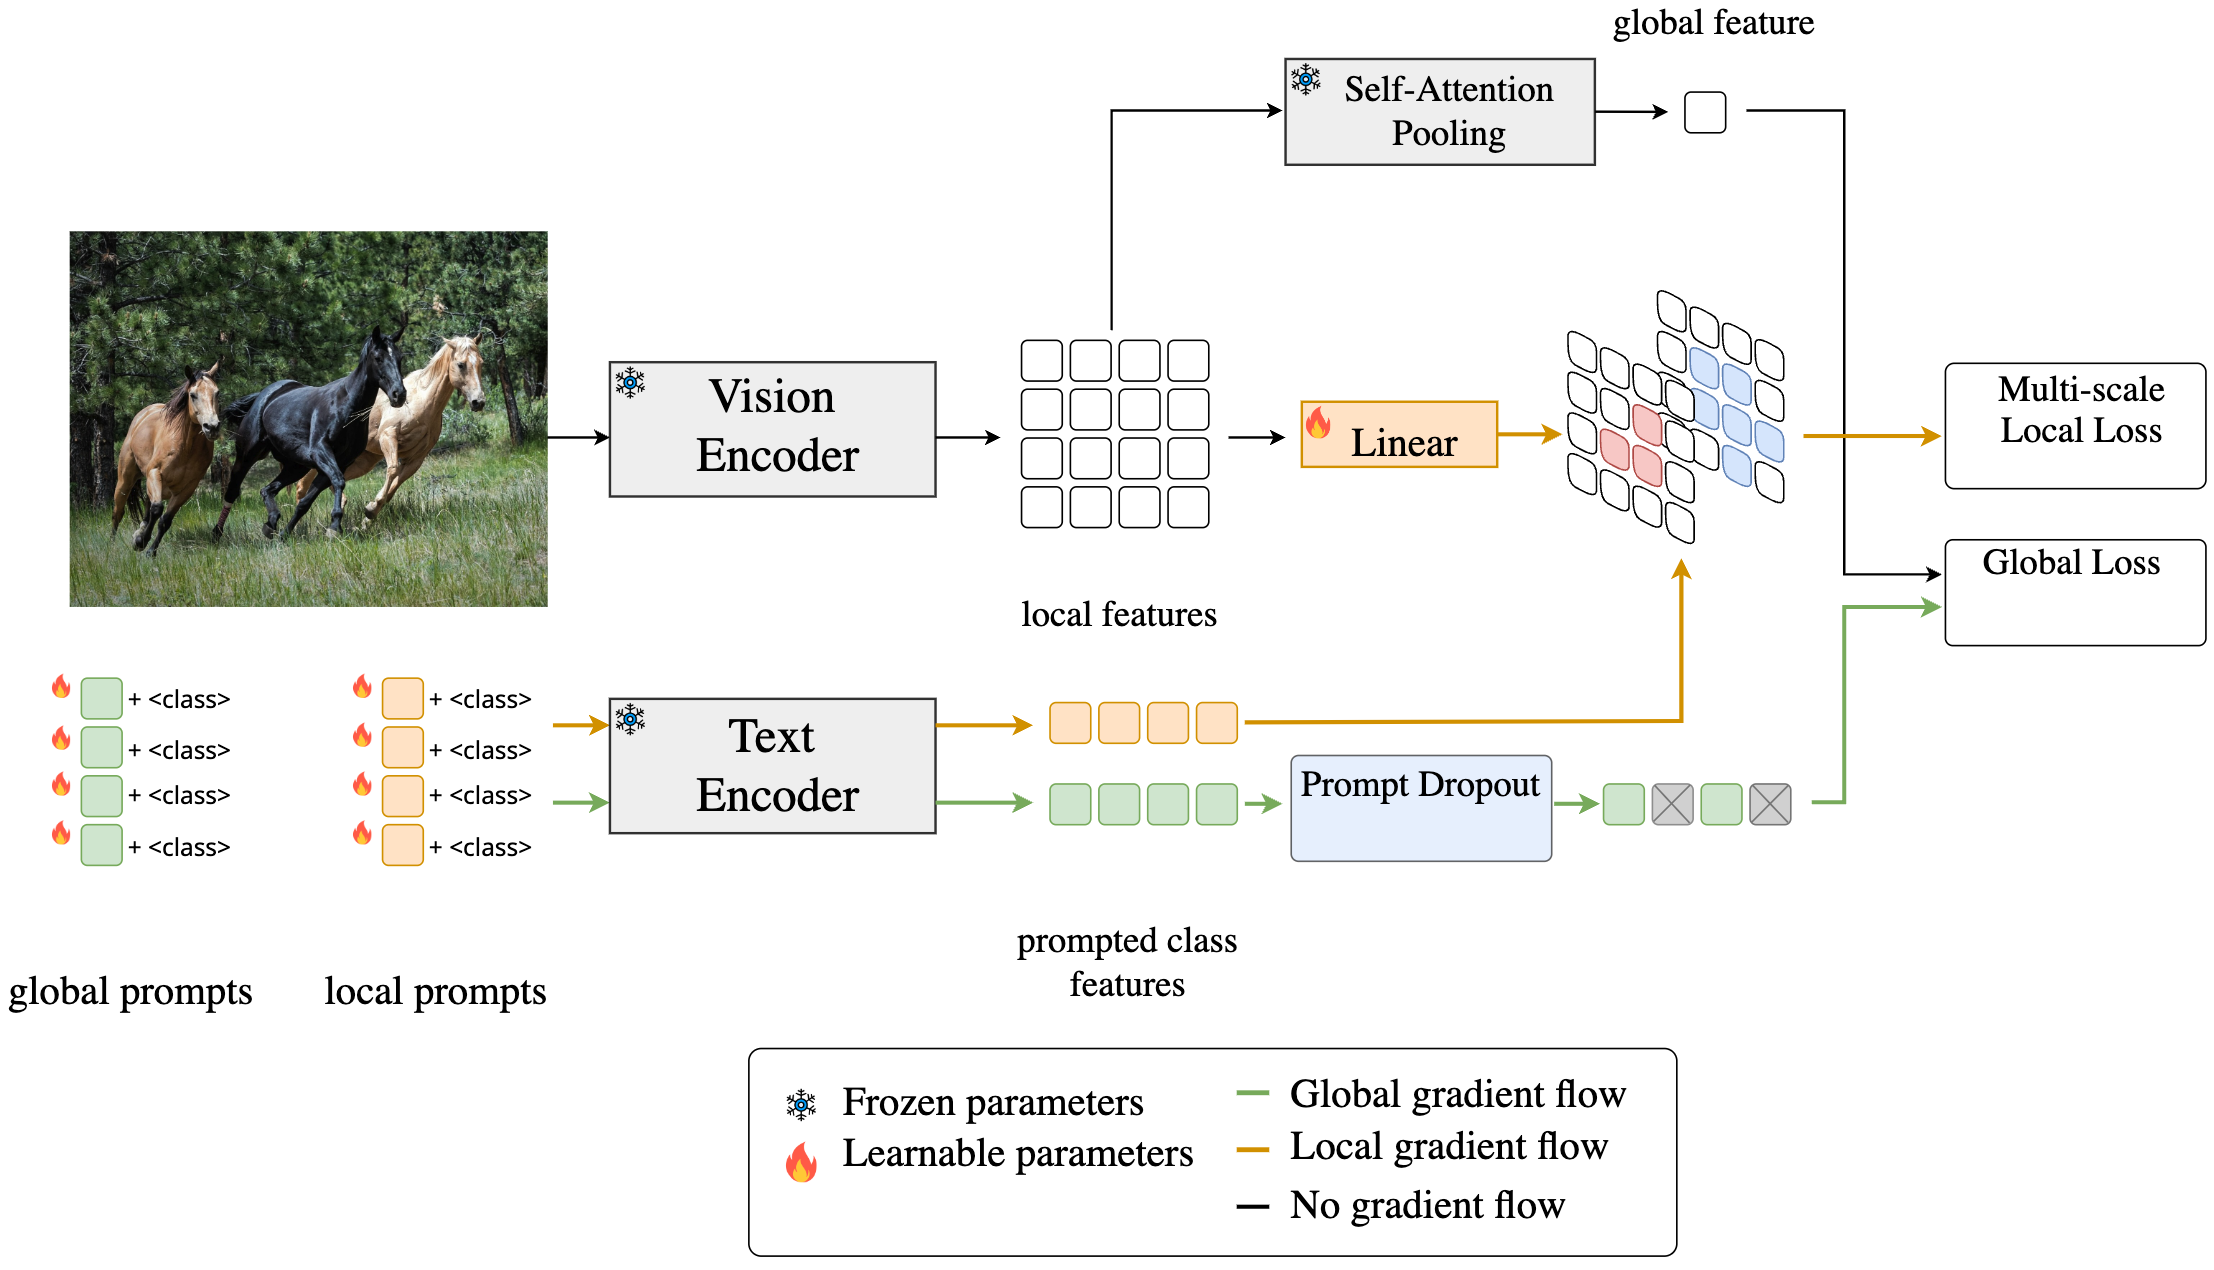 global feature
Self-Attention
Pooling
Vision
Encoder
Linear
Multi-scale
Local Loss
Global Loss
local features
+ <class>
+ <class>
+ <class>
+ <class>
+ <class>
+ <class>
+ <class>
+ <class>
Text
Encoder
Prompt Dropout
prompted class
features
global prompts
local prompts
Frozen parameters
Learnable parameters
Global gradient flow
Local gradient flow
No gradient flow